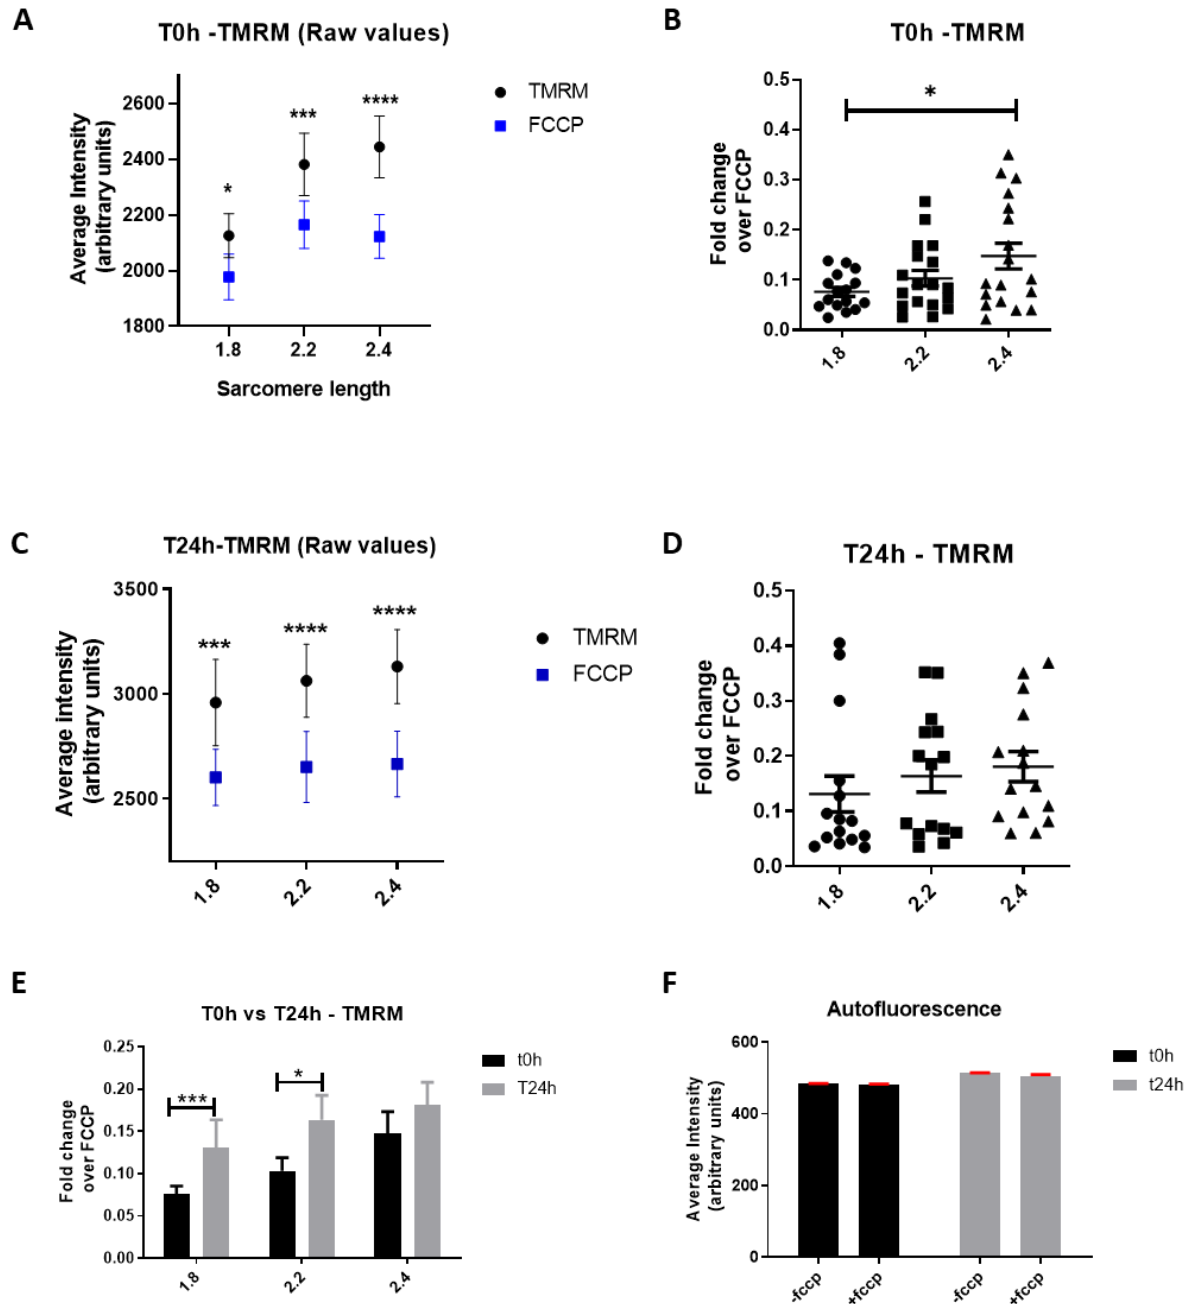 A
T0h -TMRM (Raw values)
Average Intensity
(arbitrary units)
2600
2400
2200
2000
1800
*
***
****
1.8
2.2
2.4
Sarcomere length
TMRM
FCCP
B
T0h -TMRM
Fold change
over FCCP
0.5
0.4
0.3
0.2
0.1
0.0
*
1.8
2.2
2.4
C
T24h-TMRM (Raw values)
Average intensity
(arbitrary units)
3500
3000
2500
***
****
****
1.8
2.2
2.4
TMRM
FCCP
D
T24h - TMRM
Fold change
over FCCP
0.5
0.4
0.3
0.2
0.1
0.0
1.8
2.2
2.4
E
T0h vs T24h - TMRM
Fold change
over FCCP
0.25
0.20
0.15
0.10
0.05
0.00
***
*
1.8
2.2
2.4
t0h
T24h
F
Autofluorescence
Average Intensity
(arbitrary units)
600
400
200
0
-fccp
+fccp
-fccp
+fccp
t0h
t24h